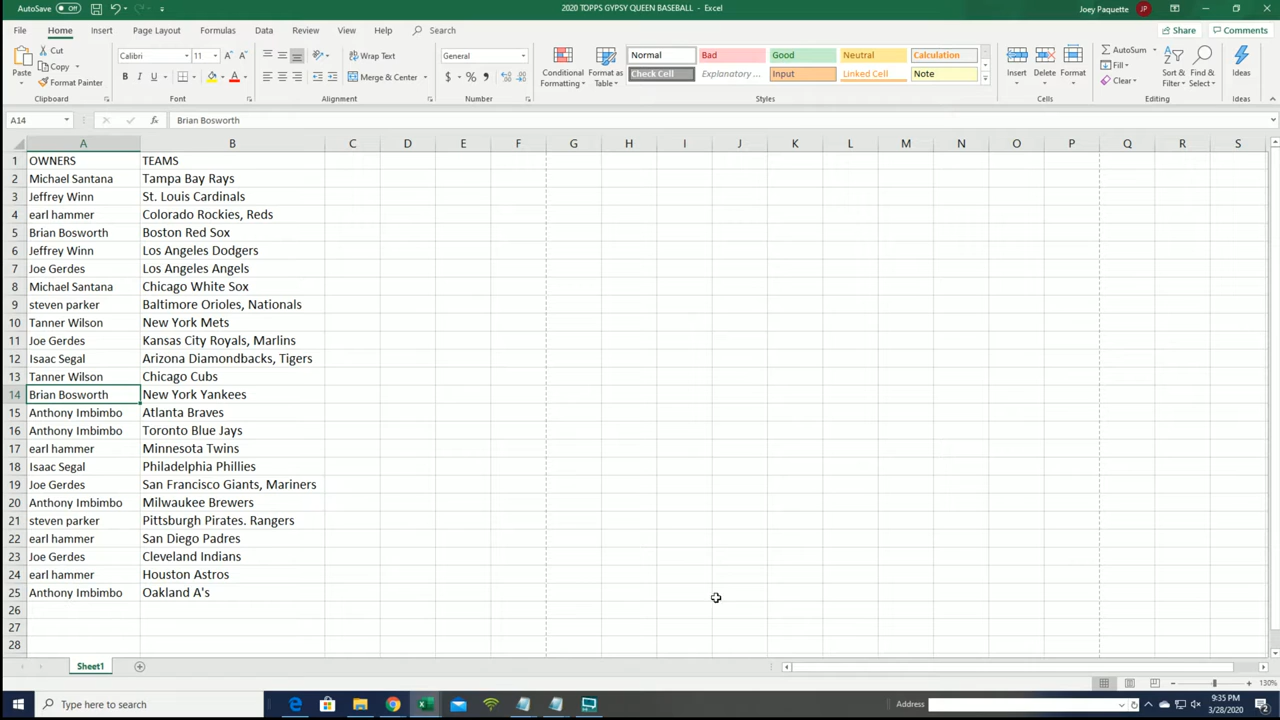 AutoSave Off 2020 TOPPS GYPSY QUEEN BASEBALL - Excel Joey Paquette JP
File Home Insert Page Layout Formulas Data Review View Help Search Share Comments
Cut Calibri 11 Wrap Text General Normal Bad Good Neutral Calculation AutoSum
Copy Fill
Paste Format Painter Merge & Center Conditional Formatting Format as Table Check Cell Explanatory ... Input Linked Cell Note Insert Delete Format Clear Sort & Filter Find & Select Ideas
Clipboard Font Alignment Number Styles Cells Editing Ideas
A14 fx Brian Bosworth
A B C D E F G H I J K L M N O P Q R S
1 OWNERS TEAMS
2 Michael Santana Tampa Bay Rays
3 Jeffrey Winn St. Louis Cardinals
4 earl hammer Colorado Rockies, Reds
5 Brian Bosworth Boston Red Sox
6 Jeffrey Winn Los Angeles Dodgers
7 Joe Gerdes Los Angeles Angels
8 Michael Santana Chicago White Sox
9 steven parker Baltimore Orioles, Nationals
10 Tanner Wilson New York Mets
11 Joe Gerdes Kansas City Royals, Marlins
12 Isaac Segal Arizona Diamondbacks, Tigers
13 Tanner Wilson Chicago Cubs
14 Brian Bosworth New York Yankees
15 Anthony Imbimbo Atlanta Braves
16 Anthony Imbimbo Toronto Blue Jays
17 earl hammer Minnesota Twins
18 Isaac Segal Philadelphia Phillies
19 Joe Gerdes San Francisco Giants, Mariners
20 Anthony Imbimbo Milwaukee Brewers
21 steven parker Pittsburgh Pirates. Rangers
22 earl hammer San Diego Padres
23 Joe Gerdes Cleveland Indians
24 earl hammer Houston Astros
25 Anthony Imbimbo Oakland A's
26
27
28
Sheet1
130%
Type here to search Address 9:35 PM
3/28/2020